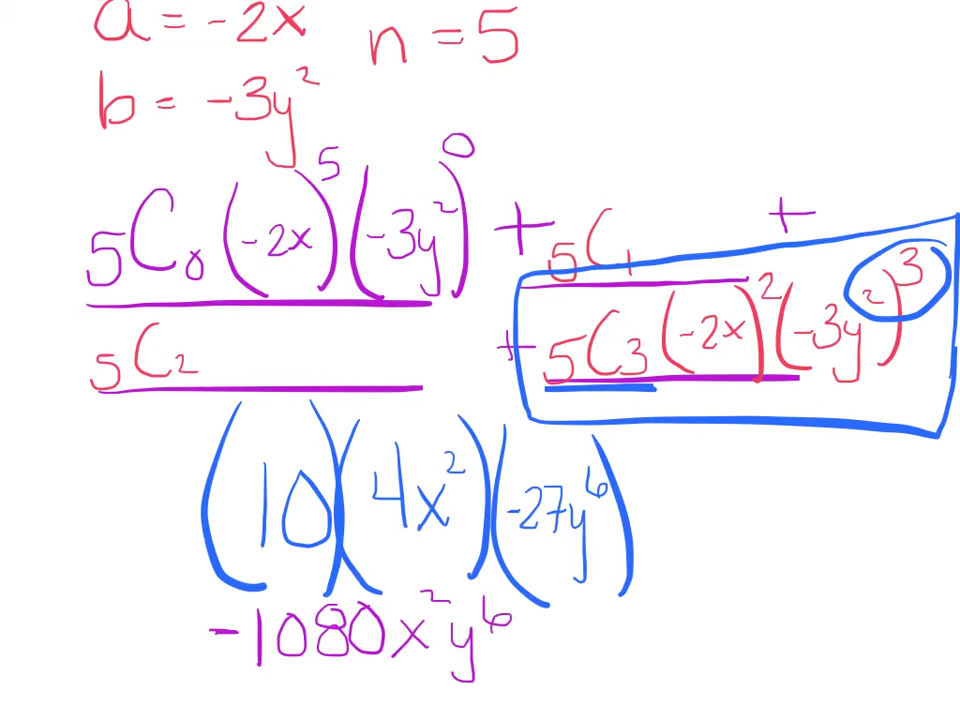 a = -2x n = 5
b = -3y²
5C₀ (-2x)⁵ (-3y²)⁰ + 5C₁ +
5C₂ + 5C₃ (-2x)² (-3y²)³
(10)(4x²)(-27y⁶)
-1080x²y⁶